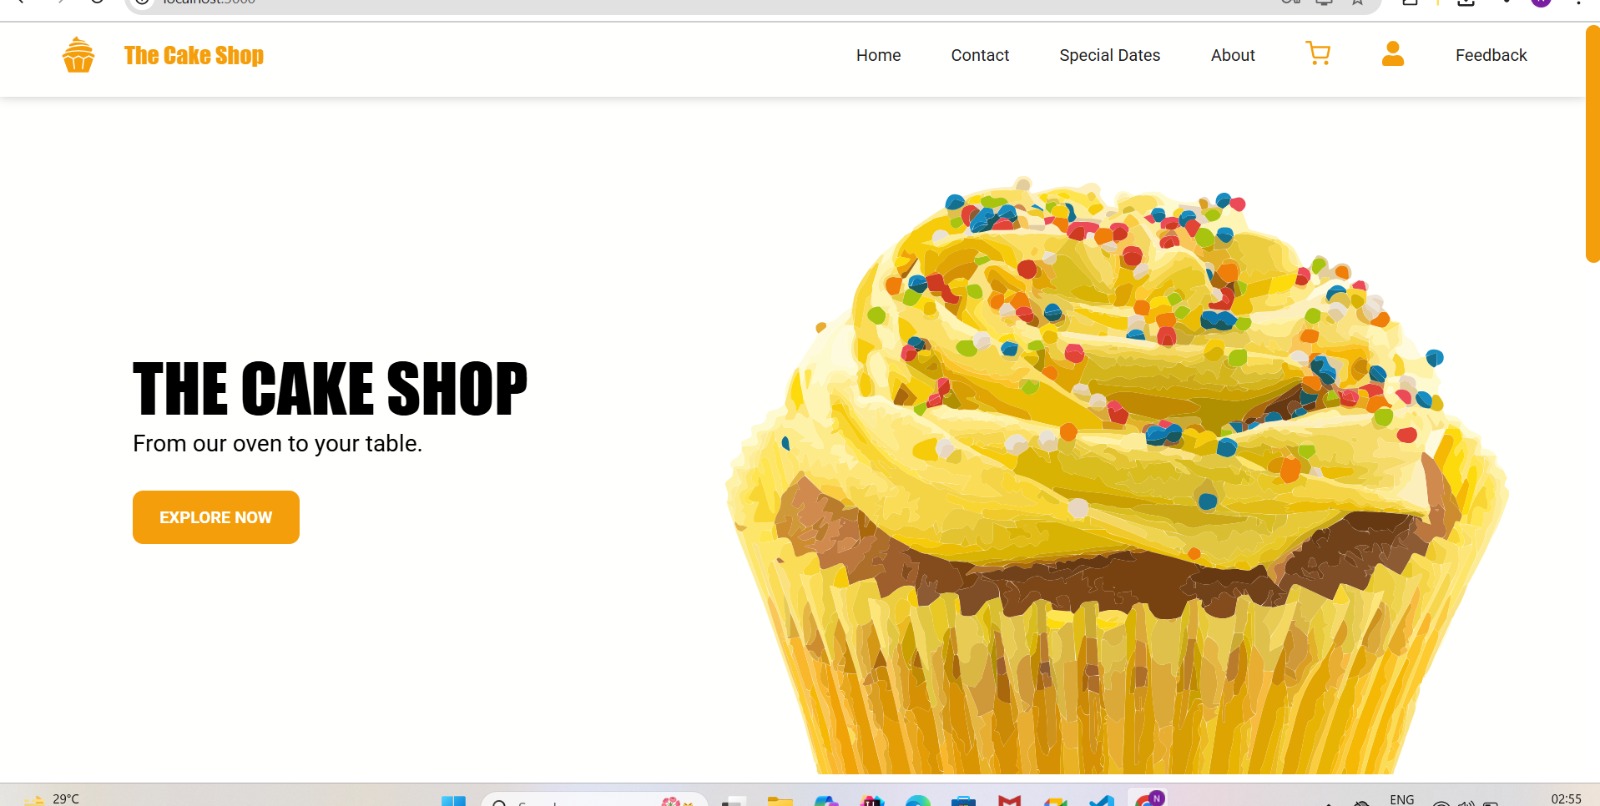 The Cake Shop
Home
Contact
Special Dates
About
Feedback
THE CAKE SHOP
From our oven to your table.
EXPLORE NOW
29°C
ENG
02:55
N